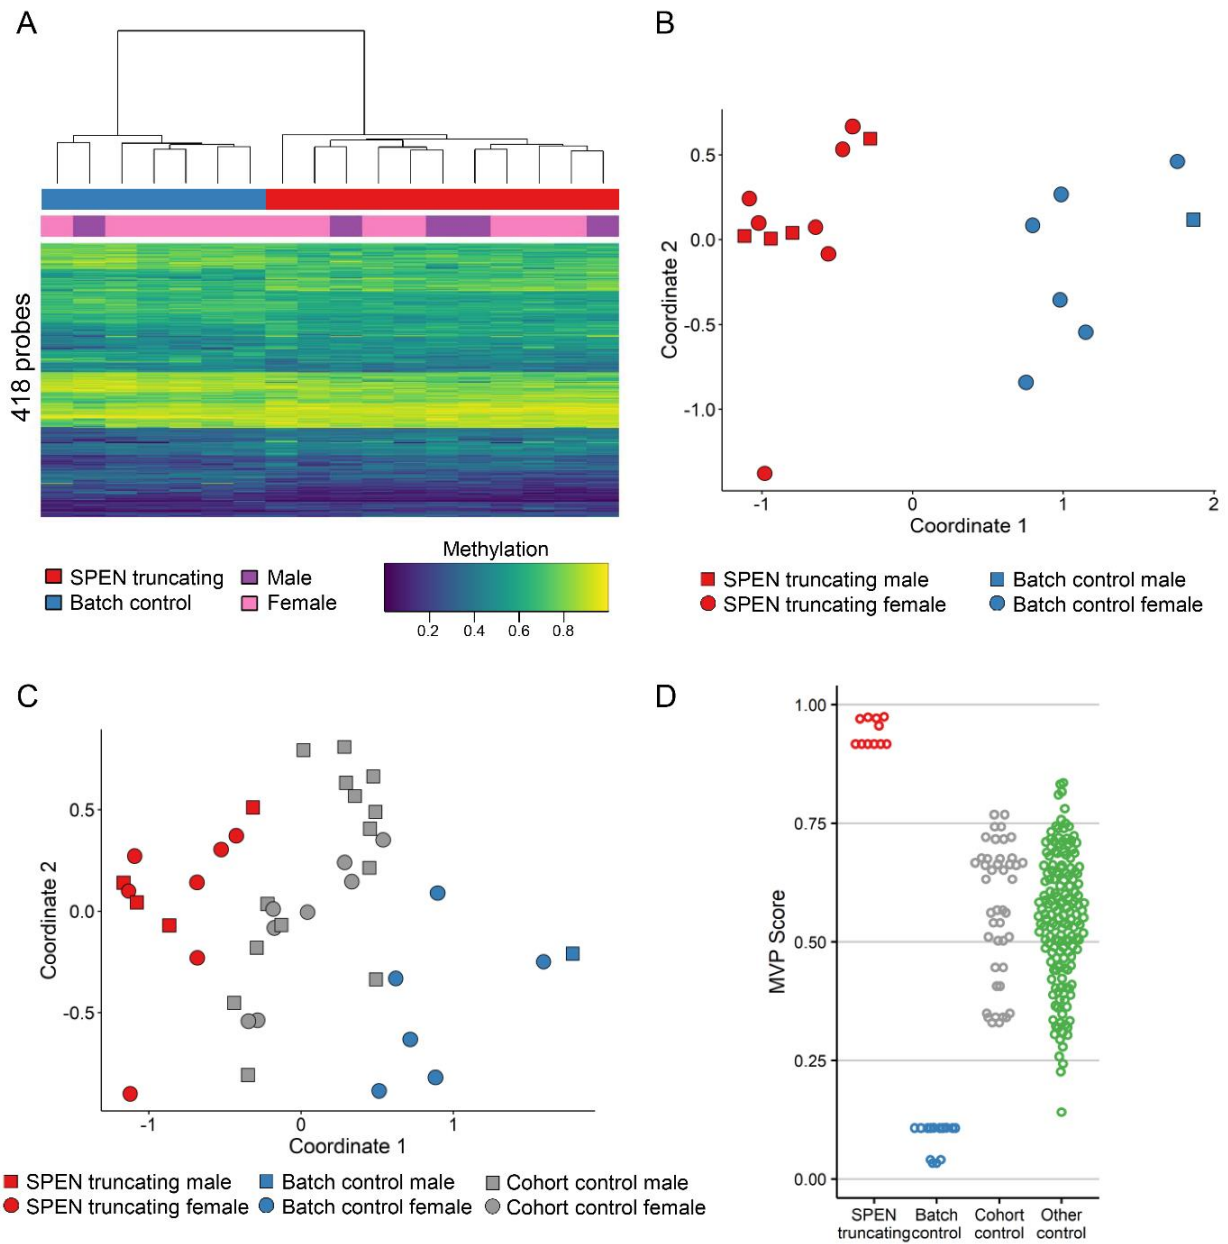 A
418 probes
SPEN truncating
Male
Batch control
Female
Methylation
0.2 0.4 0.6 0.8
B
Coordinate 2
0.5
0.0
-0.5
-1.0
-1 0 1 2
Coordinate 1
SPEN truncating male
Batch control male
SPEN truncating female
Batch control female
C
Coordinate 2
0.5
0.0
-0.5
-1 0 1
Coordinate 1
SPEN truncating male
Batch control male
Cohort control male
SPEN truncating female
Batch control female
Cohort control female
D
MVP Score
1.00
0.75
0.50
0.25
0.00
SPEN truncating
Batch control
Cohort control
Other control